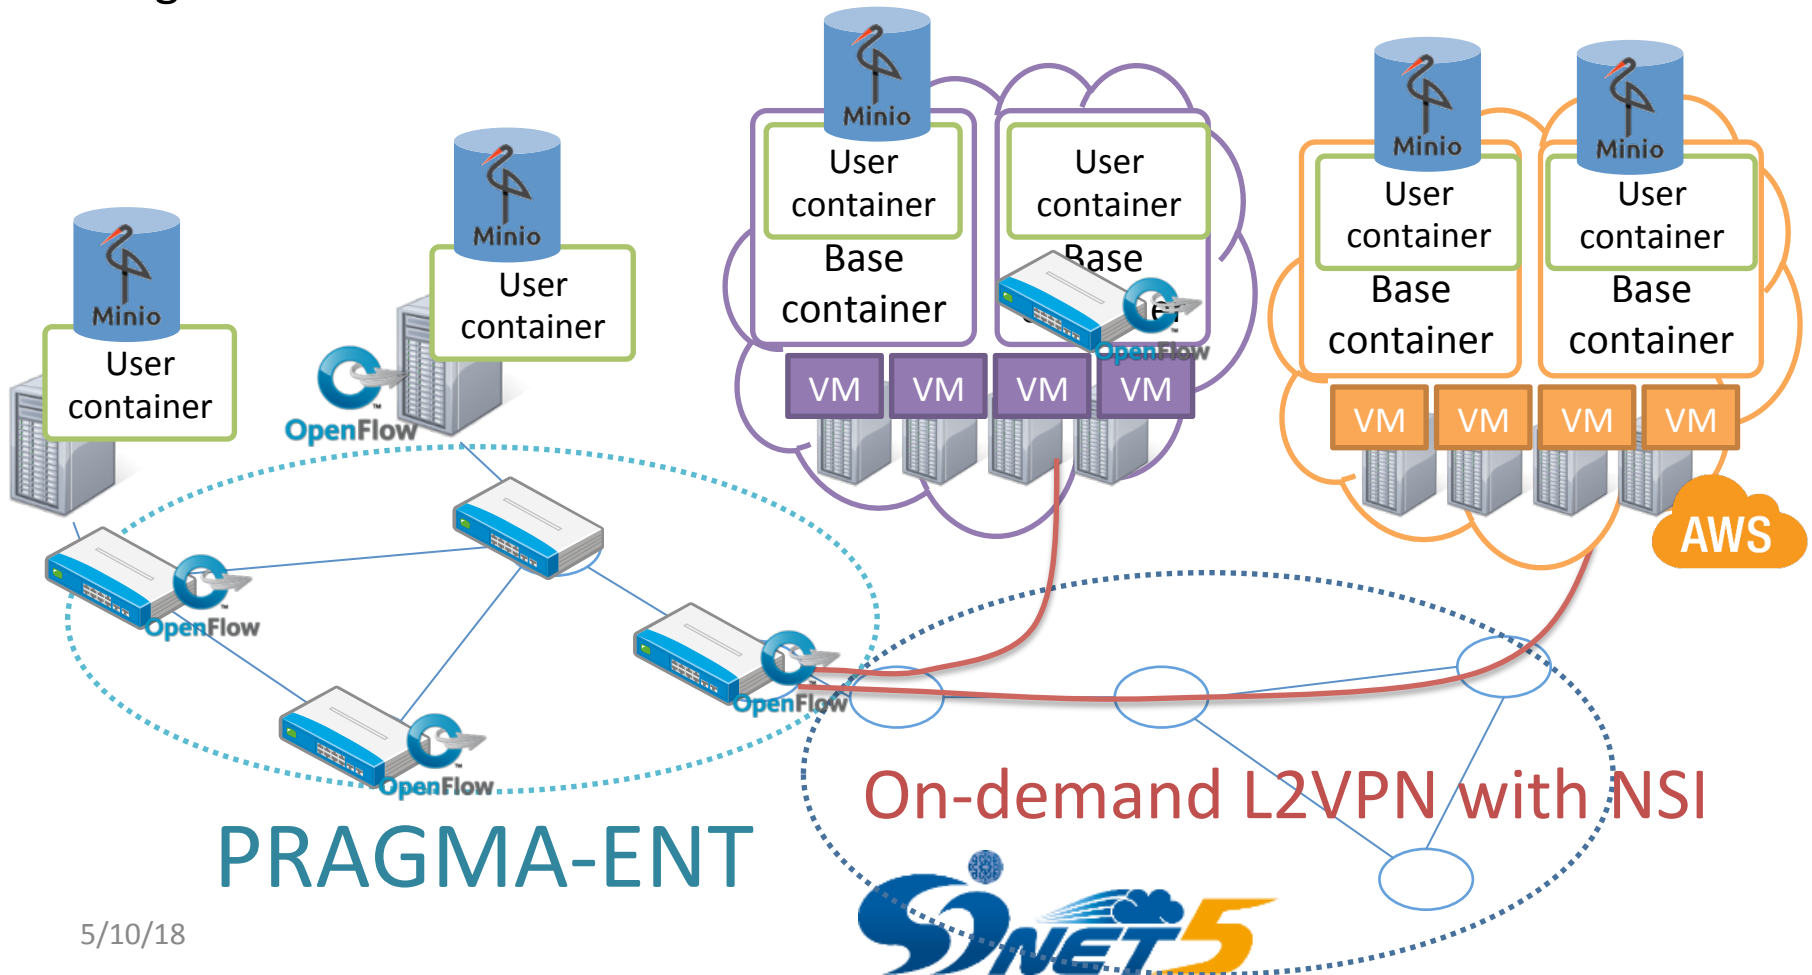 Minio
User
container
Minio
User
container
OpenFlow
Minio
User
container
Base
container
User
container
Base
OpenFlow
VM
VM
VM
VM
Minio
User
container
Base
container
Minio
User
container
Base
container
VM
VM
VM
VM
AWS
OpenFlow
OpenFlow
OpenFlow
On-demand L2VPN with NSI
PRAGMA-ENT
SINET5
5/10/18